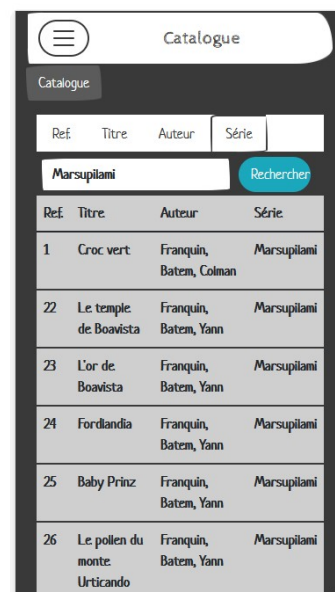 Catalogue
Catalogue
Ref. Titre Auteur Série
Marsupilami Rechercher
Ref. Titre Auteur Série
1 Croc vert Franquin, Marsupilami
Batem, Colman
22 Le temple Franquin, Marsupilami
de Boavista Batem, Yann
23 L'or de Franquin, Marsupilami
Boavista Batem, Yann
24 Fordlandia Franquin, Marsupilami
Batem, Yann
25 Baby Prinz Franquin, Marsupilami
Batem, Yann
26 Le pollen du Franquin, Marsupilami
monte Batem, Yann
Urticando